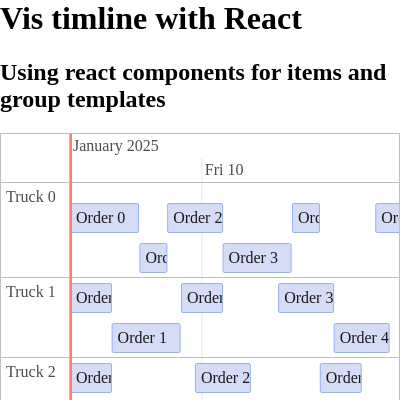 Vis timline with React
Using react components for items and
group templates
January 2025
Fri 10
Truck 0
Order 0
Order 2
Orc
Or
Orc
Order 3
Truck 1
Order
Order
Order 3
Order 1
Order 4
Truck 2
Order
Order 2
Order